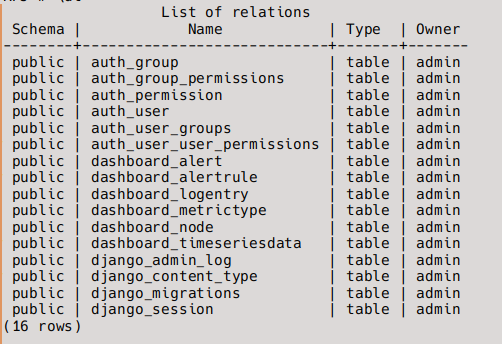 List of relations
Schema | Name | Type | Owner
--------+------------------------------+-------+-------
public | auth_group | table | admin
public | auth_group_permissions | table | admin
public | auth_permission | table | admin
public | auth_user | table | admin
public | auth_user_groups | table | admin
public | auth_user_user_permissions | table | admin
public | dashboard_alert | table | admin
public | dashboard_alertrule | table | admin
public | dashboard_logentry | table | admin
public | dashboard_metrictype | table | admin
public | dashboard_node | table | admin
public | dashboard_timeseriesdata | table | admin
public | django_admin_log | table | admin
public | django_content_type | table | admin
public | django_migrations | table | admin
public | django_session | table | admin
(16 rows)